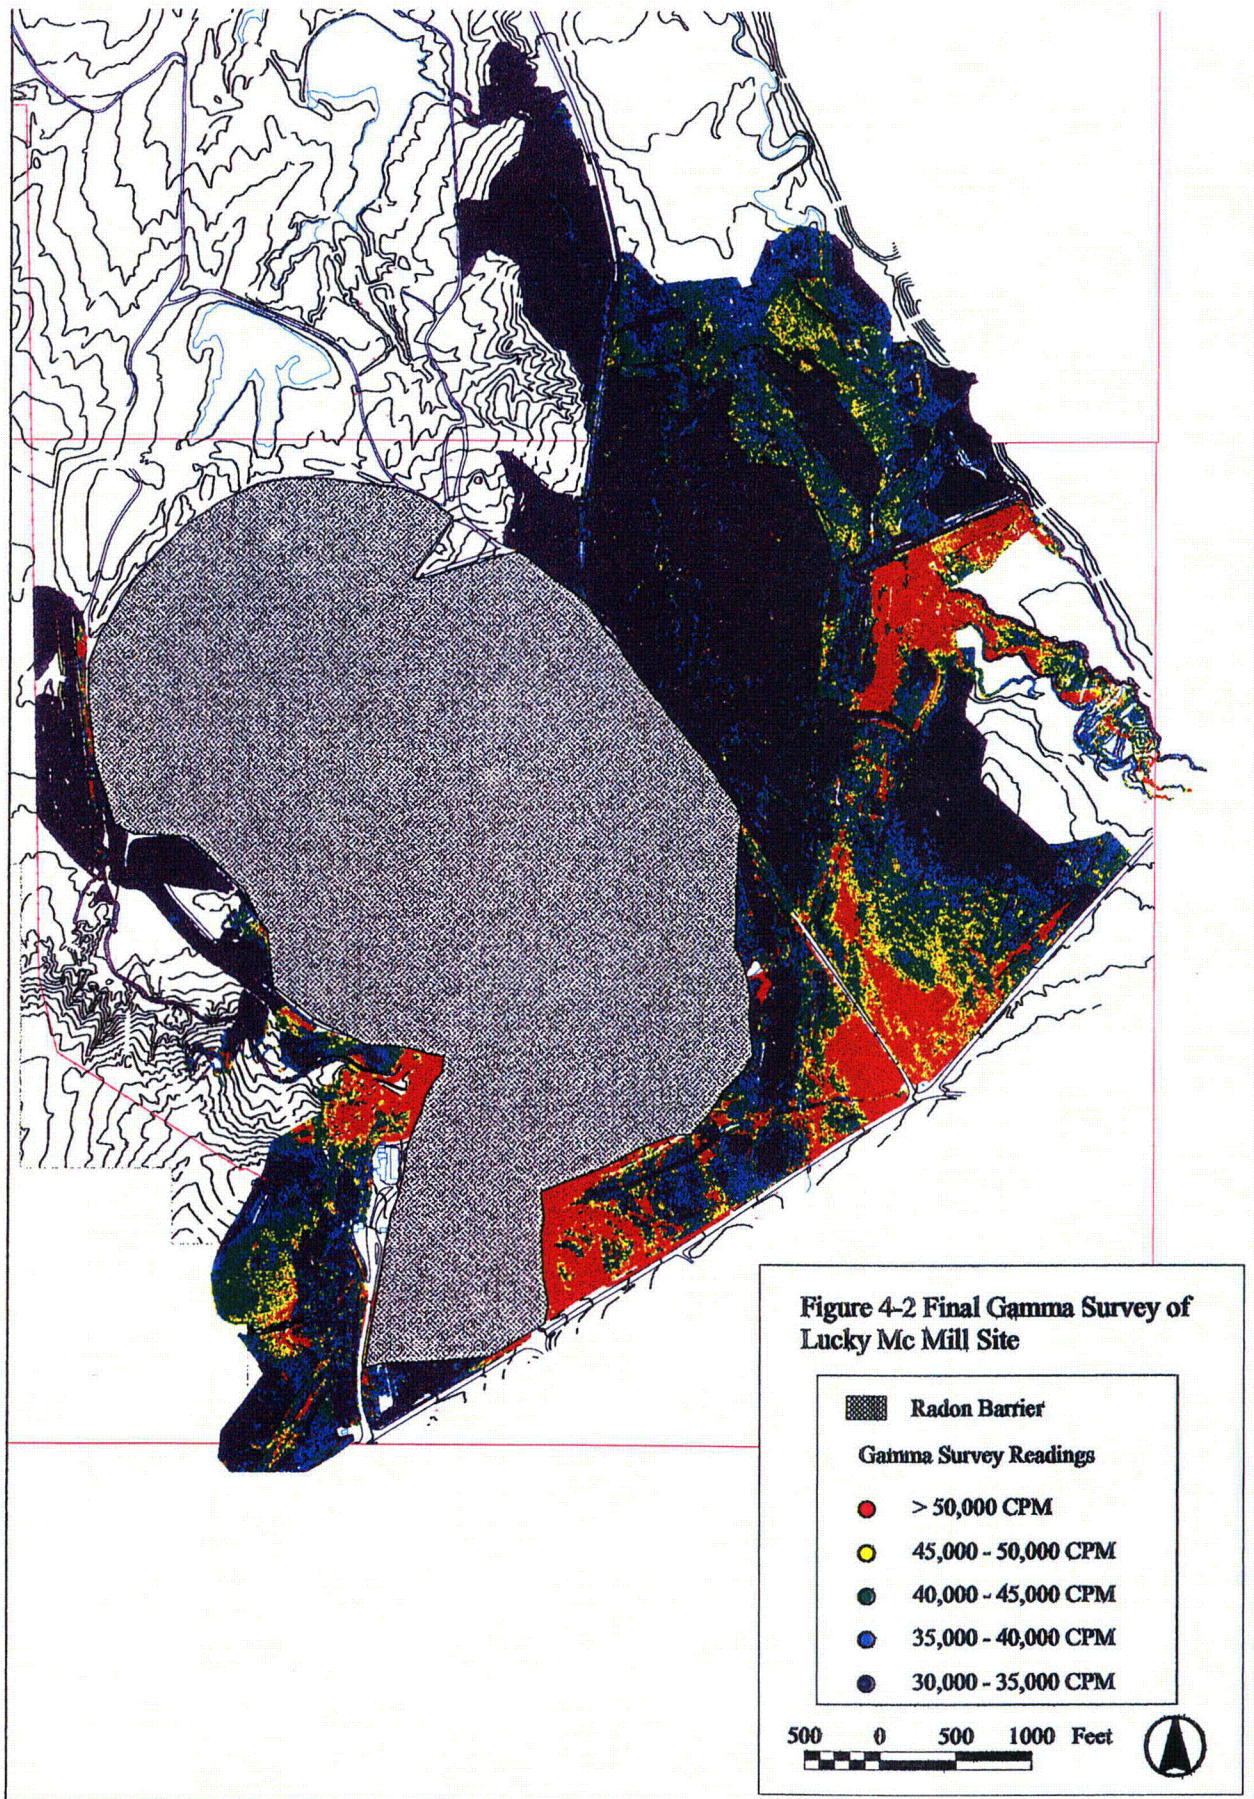 Figure 4-2 Final Gamma Survey of
Lucky Mc Mill Site
Radon Barrier
Gamma Survey Readings
> 50,000 CPM
45,000 - 50,000 CPM
40,000 - 45,000 CPM
35,000 - 40,000 CPM
30,000 - 35,000 CPM
500 0 500 1000 Feet